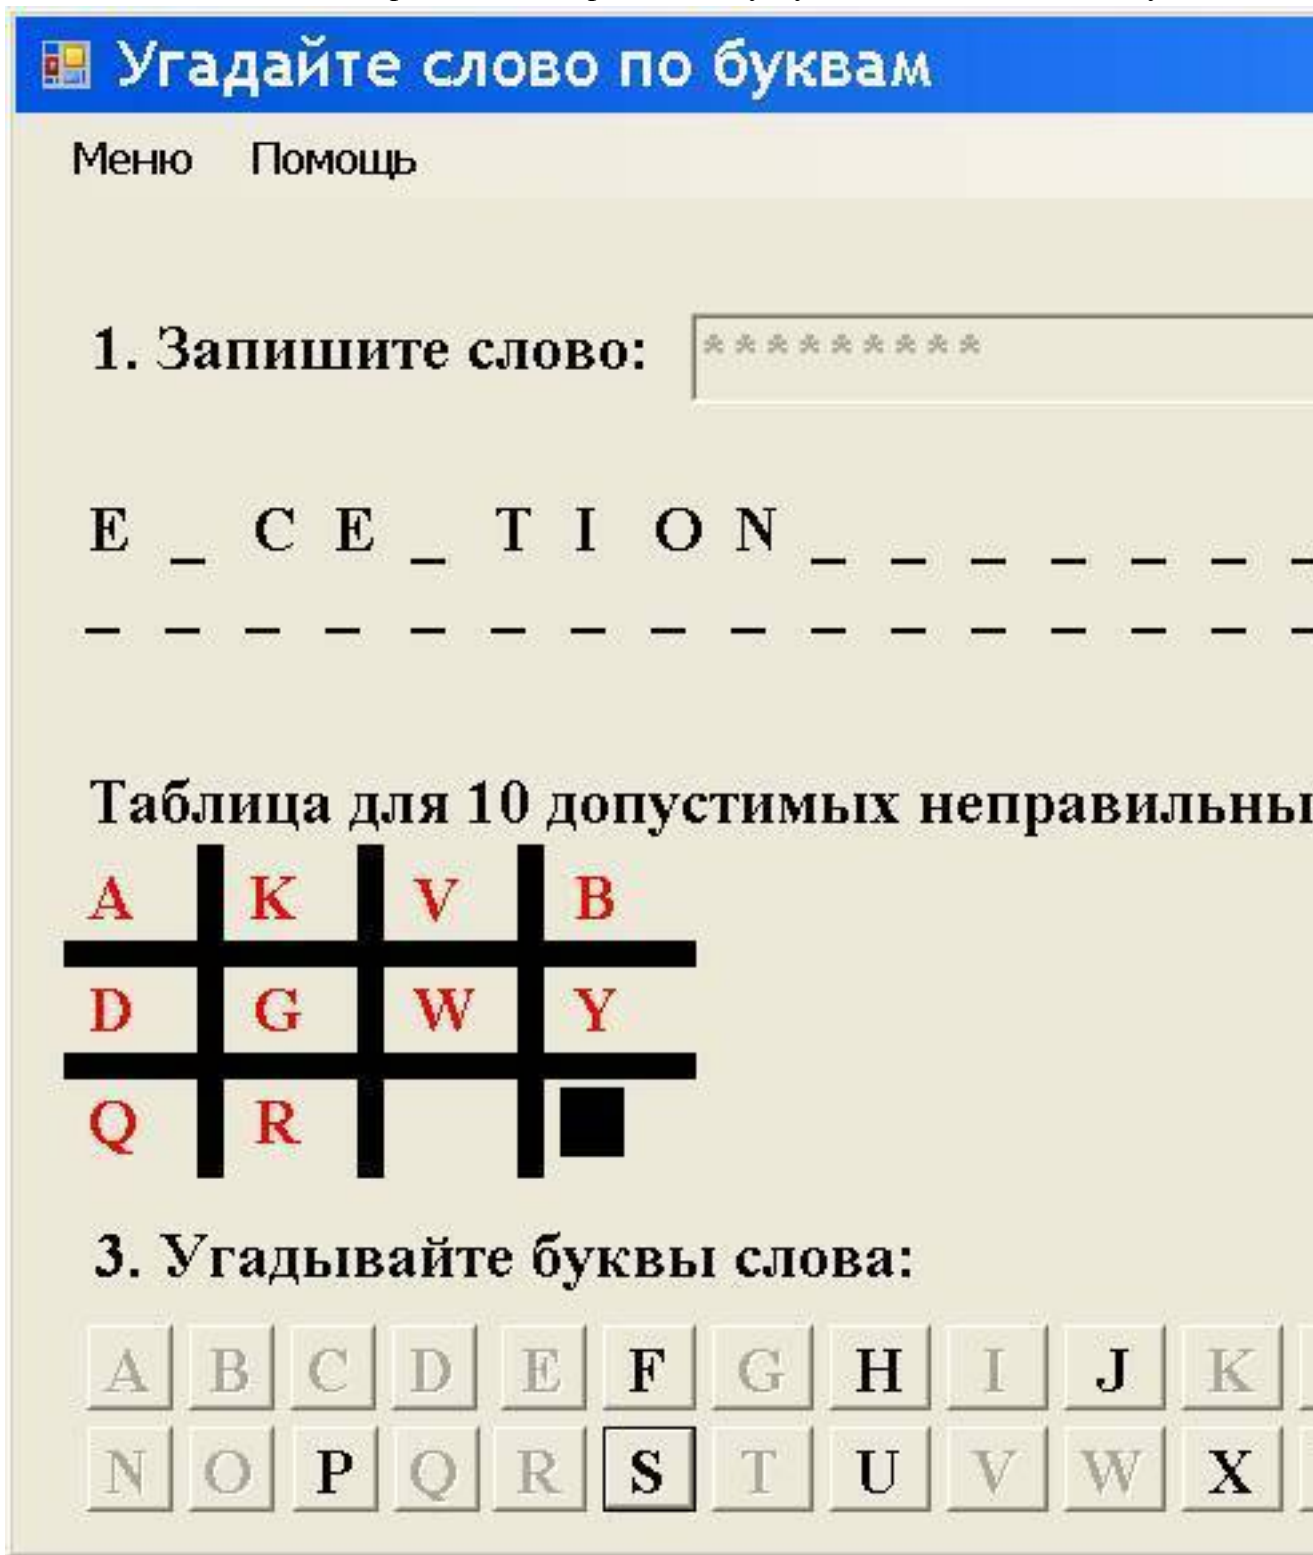 Угадайте слово по буквам
Меню Помощь
1. Запишите слово: *********
E _ C E _ T I O N _ _ _ _ _ _ _
_ _ _ _ _ _ _ _ _ _ _ _ _ _ _ _
Таблица для 10 допустимых неправильны
A K V B
D G W Y
Q R
3. Угадывайте буквы слова:
A B C D E F G H I J K
N O P Q R S T U V W X